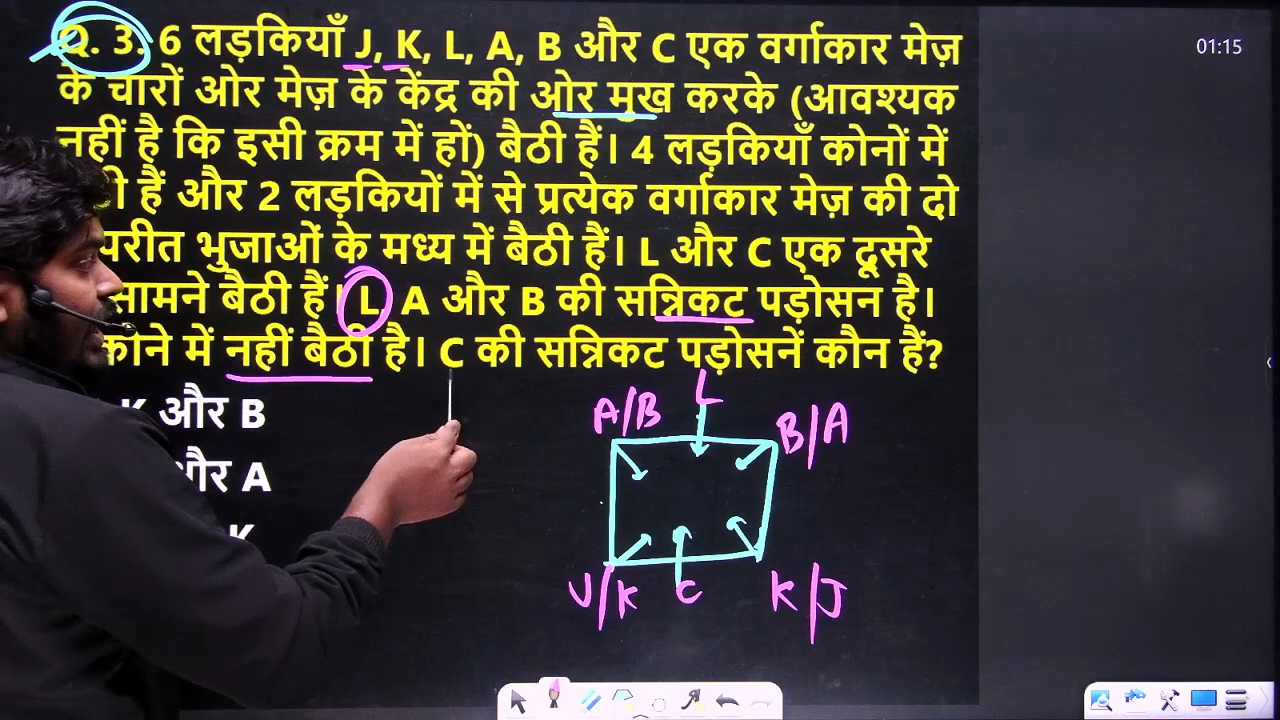 Q. 3. 6 लड़कियाँ J, K, L, A, B और C एक वर्गाकार मेज़
के चारों ओर मेज़ के केंद्र की ओर मुख करके (आवश्यक
नहीं है कि इसी क्रम में हों) बैठी हैं। 4 लड़कियाँ कोनों में
हैं और 2 लड़कियों में से प्रत्येक वर्गाकार मेज़ की दो
भुजाओं के मध्य में बैठी हैं। L और C एक दूसरे
सामने बैठी हैं। L, A और B की सन्निकट पड़ोसन है।
कोने में नहीं बैठी है। C की सन्निकट पड़ोसनें कौन हैं?
K और B
और A
K
01:15
L
A/B
B/A
J/K
C
K/J